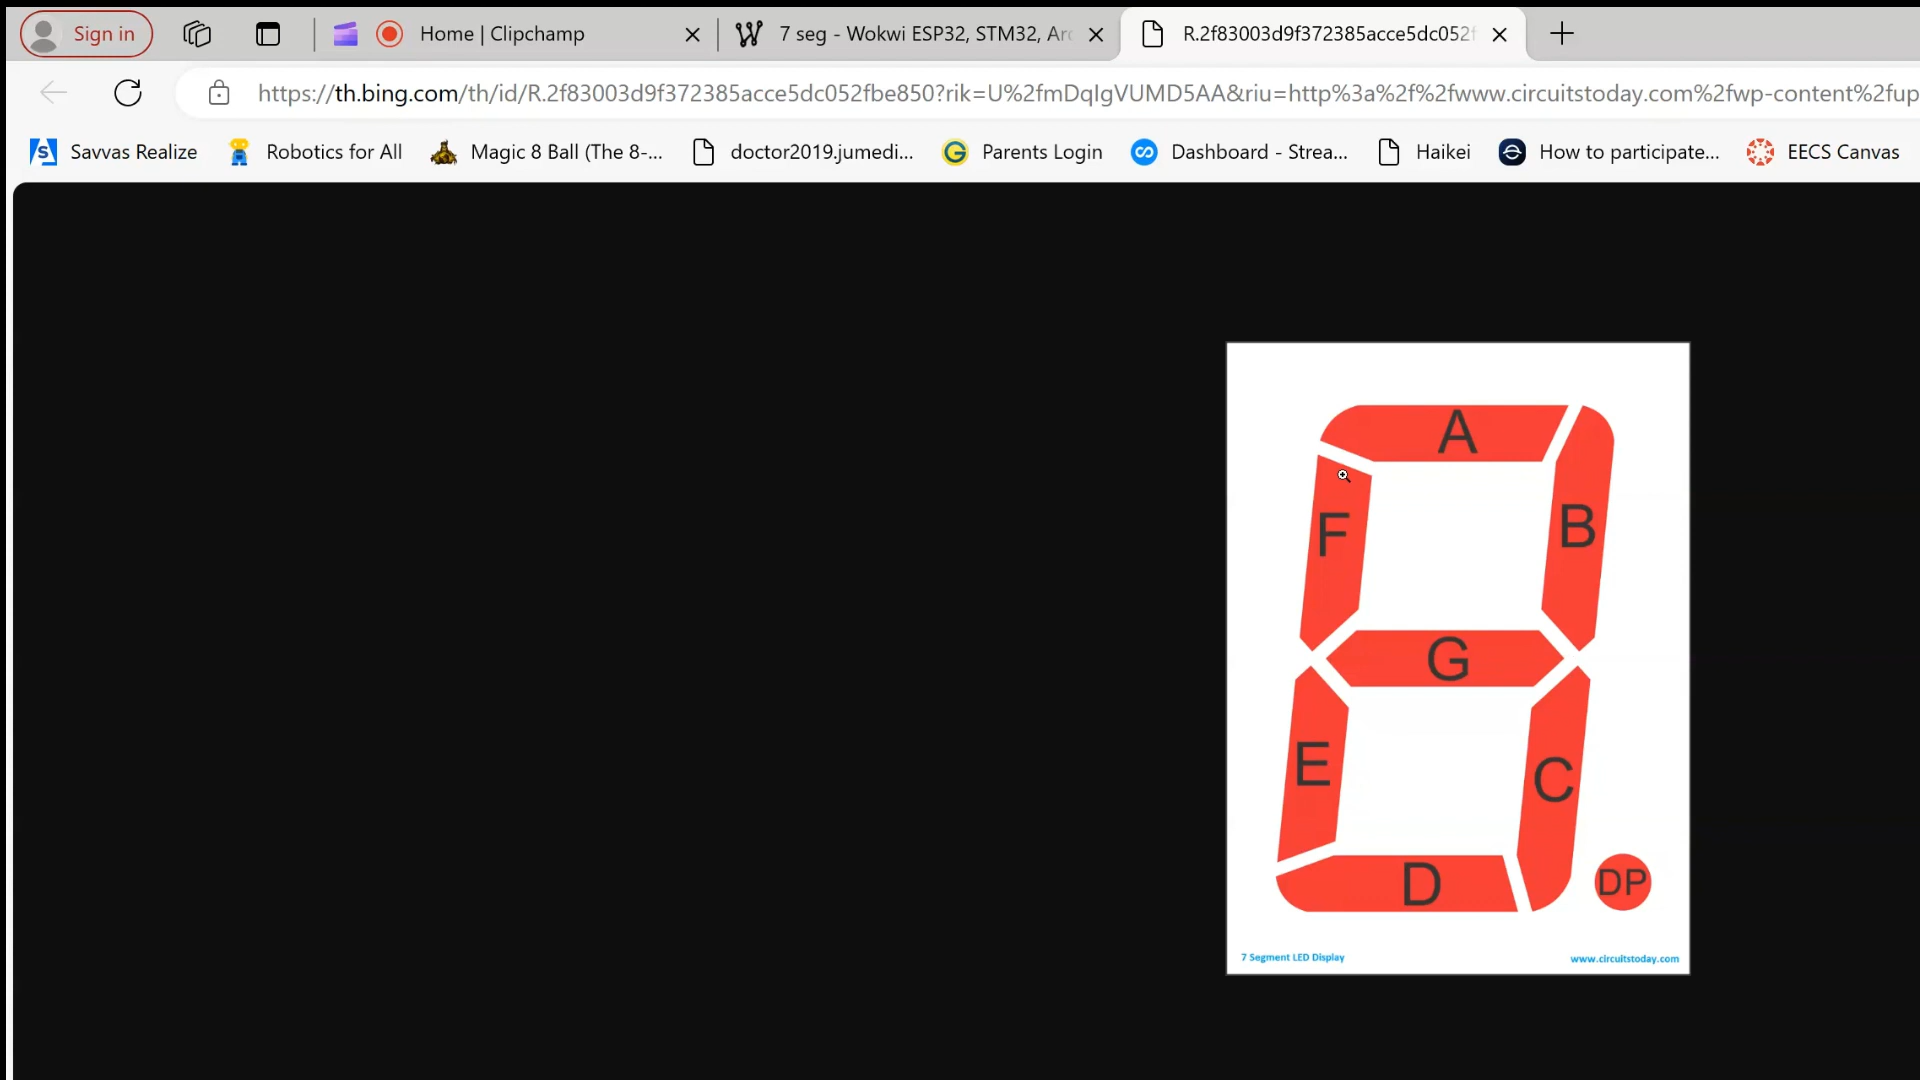 Sign in
Home | Clipchamp
7 seg - Wokwi ESP32, STM32, Arc
R.2f83003d9f372385acce5dc052f
https://th.bing.com/th/id/R.2f83003d9f372385acce5dc052fbe850?rik=U%2fmDqIgVUMD5AA&riu=http%3a%2f%2fwww.circuitstoday.com%2fwp-content%2fup
Savvas Realize
Robotics for All
Magic 8 Ball (The 8-...
doctor2019.jumedi...
Parents Login
Dashboard - Strea...
Haikei
How to participate...
EECS Canvas
A
F
B
G
E
C
D
DP
7 Segment LED Display
www.circuitstoday.com